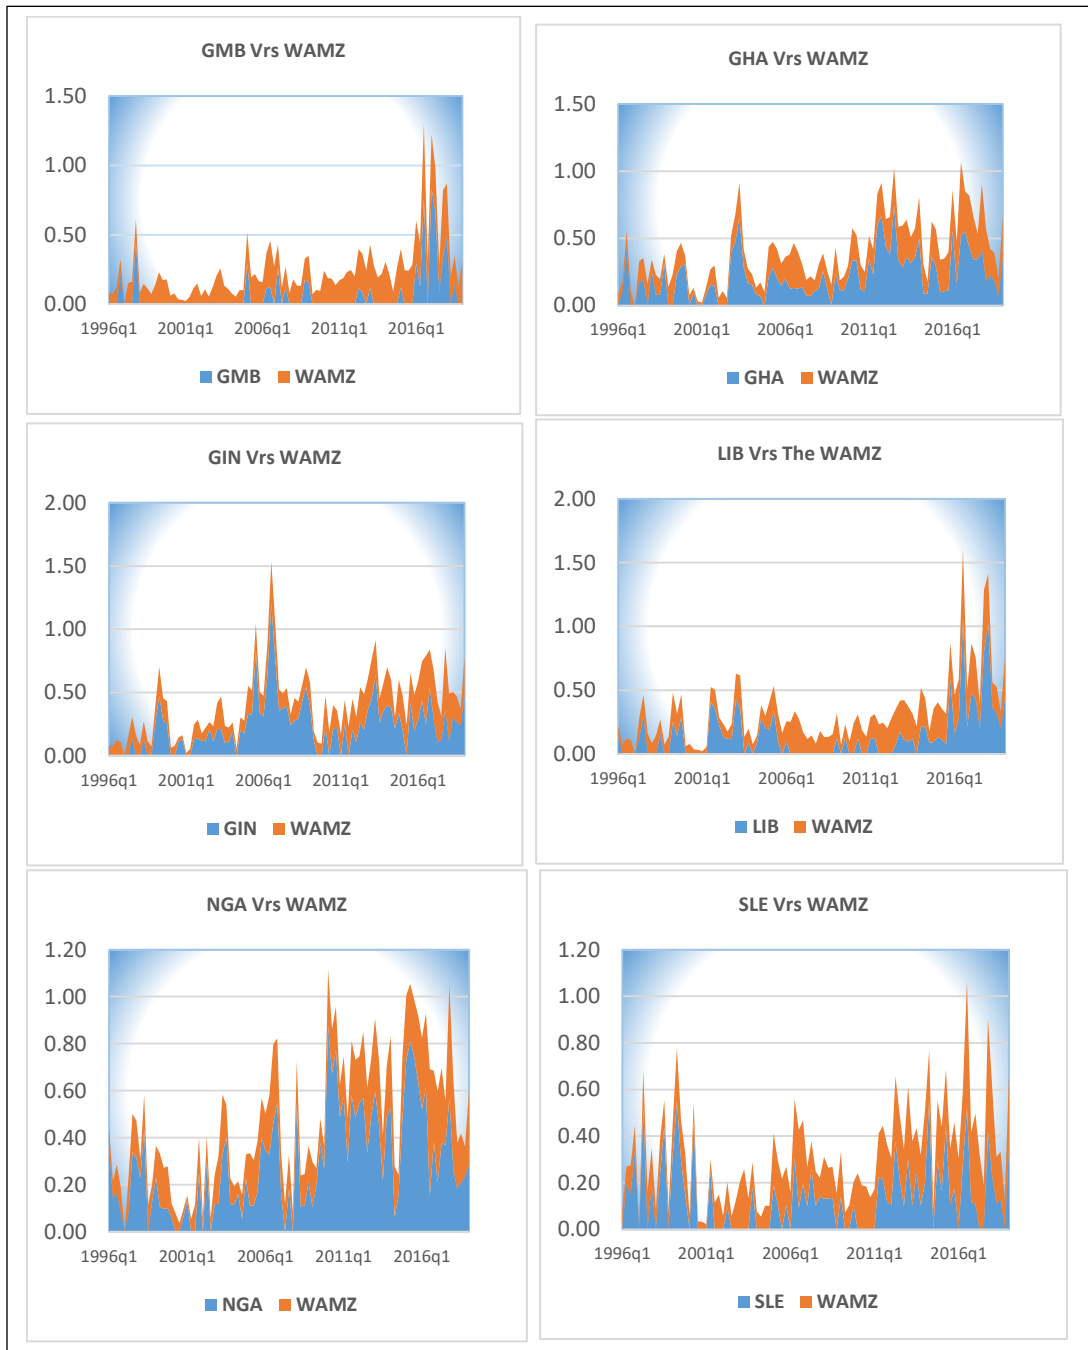 GMB Vrs WAMZ
1.50
1.00
0.50
0.00
1996q1 2001q1 2006q1 2011q1 2016q1
GMB WAMZ
GHA Vrs WAMZ
1.50
1.00
0.50
0.00
1996q1 2001q1 2006q1 2011q1 2016q1
GHA WAMZ
GIN Vrs WAMZ
2.00
1.50
1.00
0.50
0.00
1996q1 2001q1 2006q1 2011q1 2016q1
GIN WAMZ
LIB Vrs The WAMZ
2.00
1.50
1.00
0.50
0.00
1996q1 2001q1 2006q1 2011q1 2016q1
LIB WAMZ
NGA Vrs WAMZ
1.20
1.00
0.80
0.60
0.40
0.20
0.00
1996q1 2001q1 2006q1 2011q1 2016q1
NGA WAMZ
SLE Vrs WAMZ
1.20
1.00
0.80
0.60
0.40
0.20
0.00
1996q1 2001q1 2006q1 2011q1 2016q1
SLE WAMZ